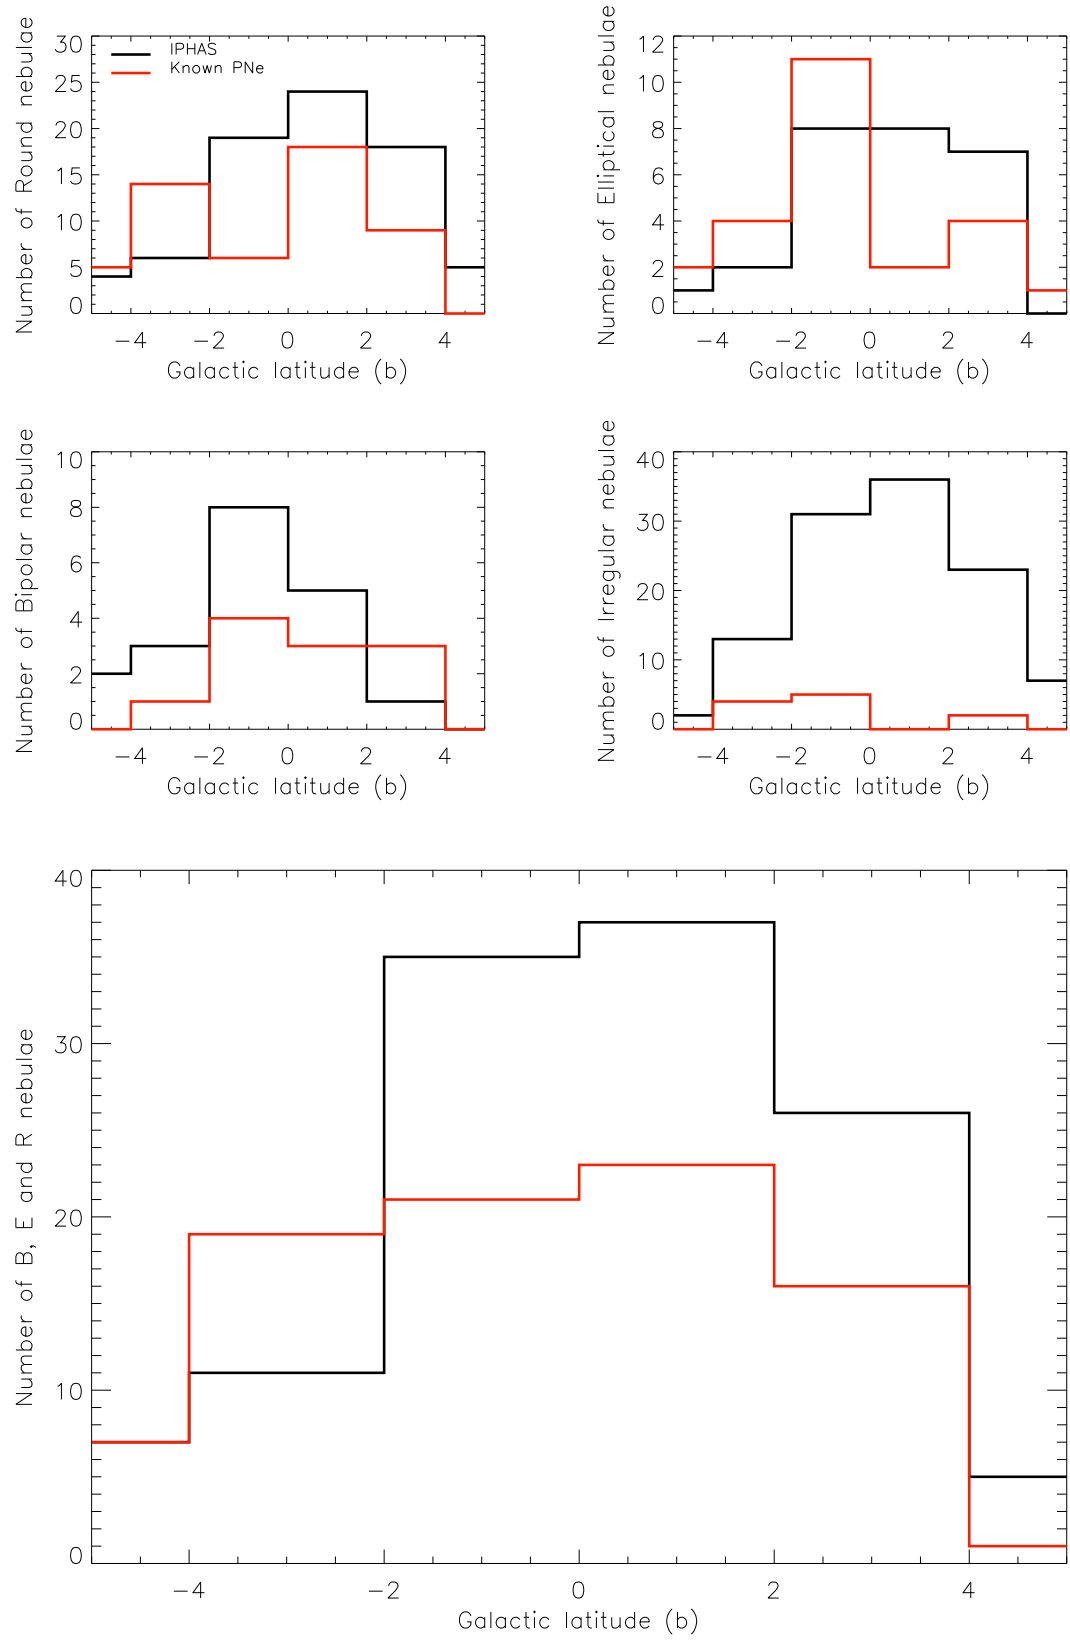 Number of Round nebulae
30
25
20
15
10
5
0
IPHAS
Known PNe
−4 −2 0 2 4
Galactic latitude (b)
Number of Elliptical nebulae
12
10
8
6
4
2
0
−4 −2 0 2 4
Galactic latitude (b)
Number of Bipolar nebulae
10
8
6
4
2
0
−4 −2 0 2 4
Galactic latitude (b)
Number of Irregular nebulae
40
30
20
10
0
−4 −2 0 2 4
Galactic latitude (b)
Number of B, E and R nebulae
40
30
20
10
0
−4 −2 0 2 4
Galactic latitude (b)